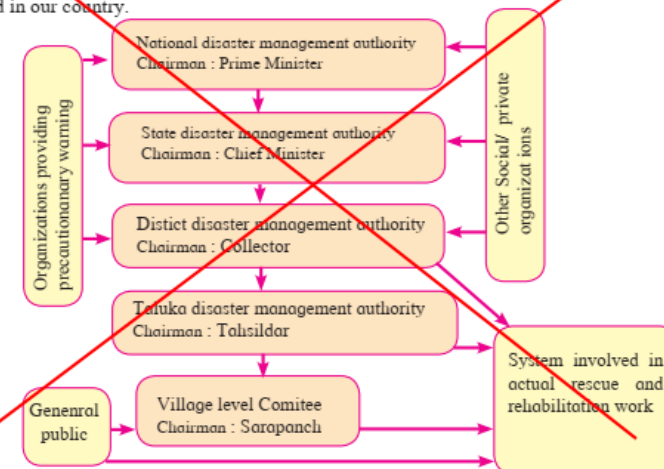 d in our country.
National disaster management authority
Chairman : Prime Minister
State disaster management authority
Chairman : Chief Minister
Distict disaster management authority
Chairman : Collector
Taluka disaster management authority
Chairman : Tahsildar
Village level Comitee
Chairman : Sarapanch
Organizations providing
precautionanary warning
Other Social/ private
organizat ions
Genenral
public
System involved in
actual rescue and
rehabilitation work